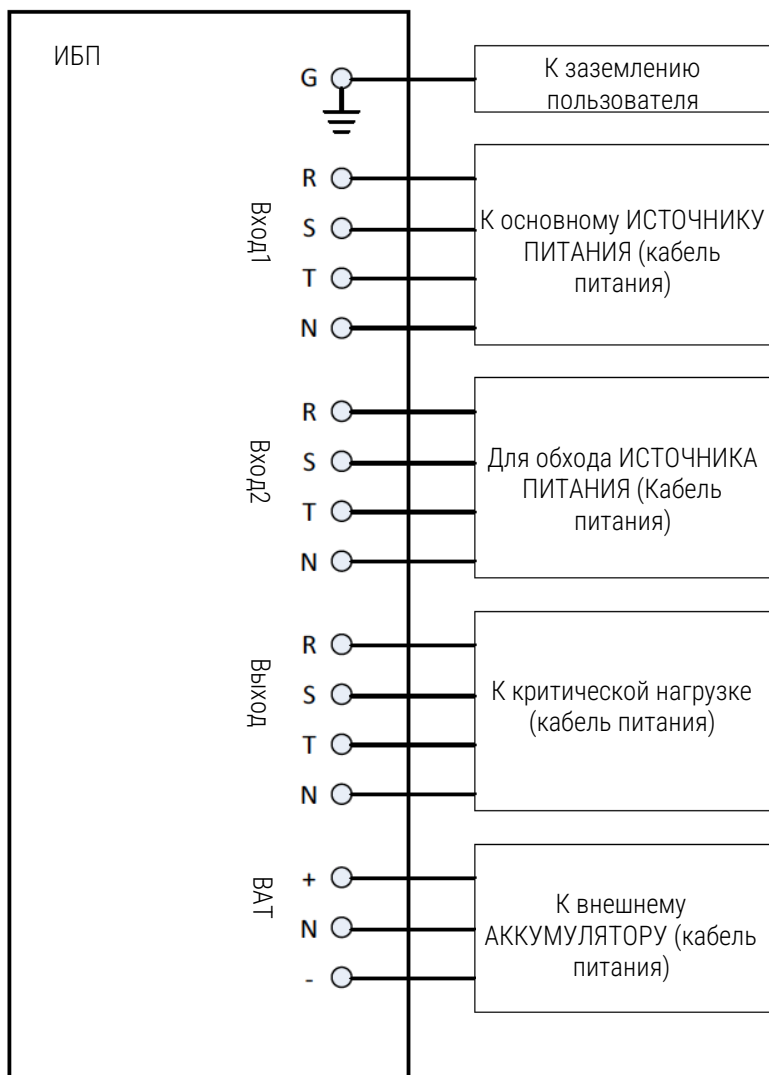 ИБП
G
К заземлению
пользователя
Вход1
R
S
T
N
К основному ИСТОЧНИКУ
ПИТАНИЯ (кабель
питания)
Вход2
R
S
T
N
Для обхода ИСТОЧНИКА
ПИТАНИЯ (Кабель
питания)
Выход
R
S
T
N
К критической нагрузке
(кабель питания)
BAT
+
N
-
К внешнему
АККУМУЛЯТОРУ (кабель
питания)